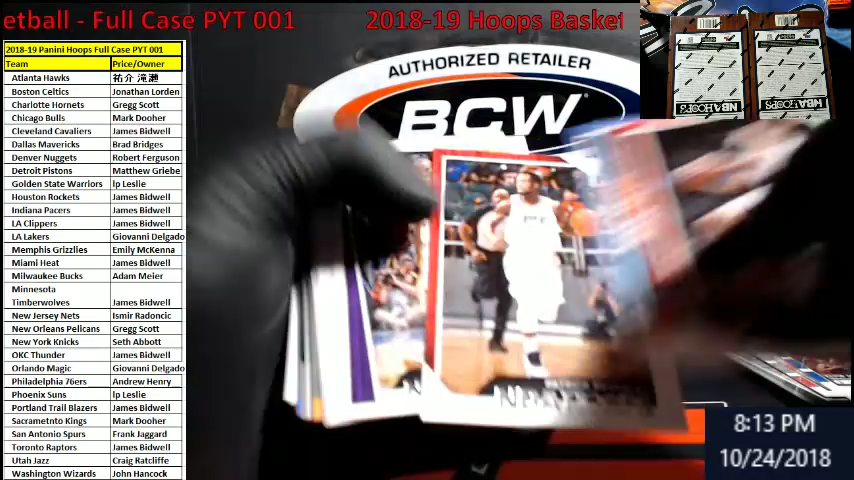 etball - Full Case PYT 001 2018-19 Hoops Basket
2018-19 Panini Hoops Full Case PYT 001
Team Price/Owner
Atlanta Hawks 祐介 滝瀬
Boston Celtics Jonathan Lorden
Charlotte Hornets Gregg Scott
Chicago Bulls Mark Dooher
Cleveland Cavaliers James Bidwell
Dallas Mavericks Brad Bridges
Denver Nuggets Robert Ferguson
Detroit Pistons Matthew Griebe
Golden State Warriors lp Leslie
Houston Rockets James Bidwell
Indiana Pacers James Bidwell
LA Clippers James Bidwell
LA Lakers Giovanni Delgado
Memphis Grizzlies Emily McKenna
Miami Heat James Bidwell
Milwaukee Bucks Adam Meier
Minnesota
Timberwolves James Bidwell
New Jersey Nets Ismir Radoncic
New Orleans Pelicans Gregg Scott
New York Knicks Seth Abbott
OKC Thunder James Bidwell
Orlando Magic Giovanni Delgado
Philadelphia 76ers Andrew Henry
Phoenix Suns lp Leslie
Portland Trail Blazers James Bidwell
Sacrametnto Kings Mark Dooher
San Antonio Spurs Frank Jaggard
Toronto Raptors James Bidwell
Utah Jazz Craig Ratcliffe
Washington Wizards John Hancock
AUTHORIZED RETAILER
BCW
NBA HOOPS
NBA HOOPS
8:13 PM
10/24/2018